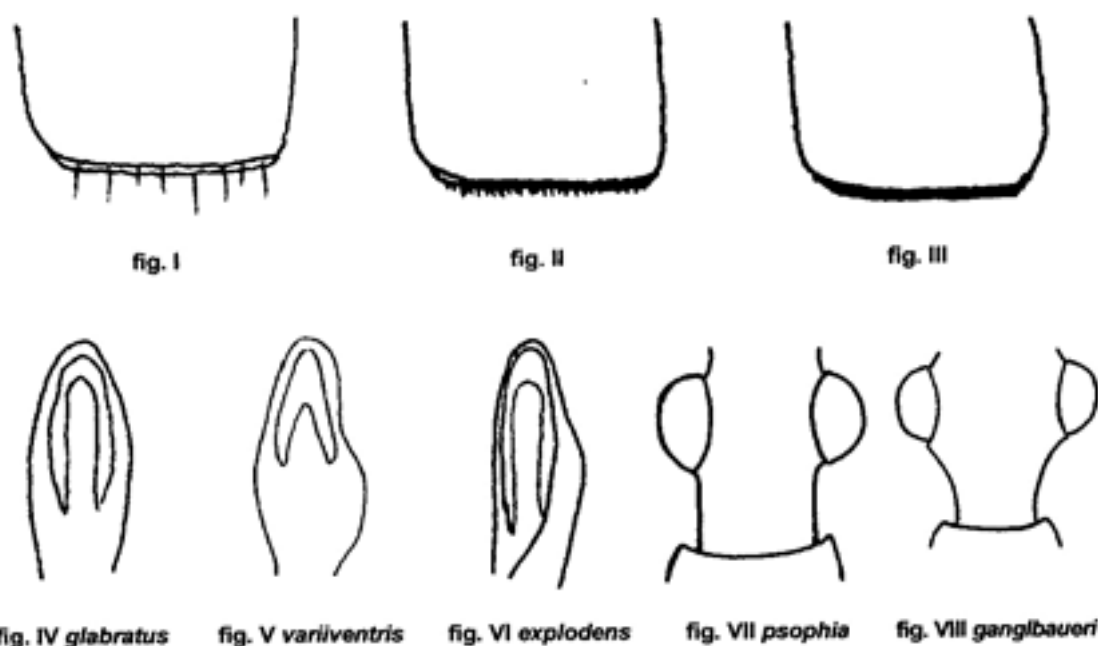 fig. I
fig. II
fig. III
fig. IV glabratus
fig. V variiventris
fig. VI explodens
fig. VII psophia
fig. VIII ganglbaueri